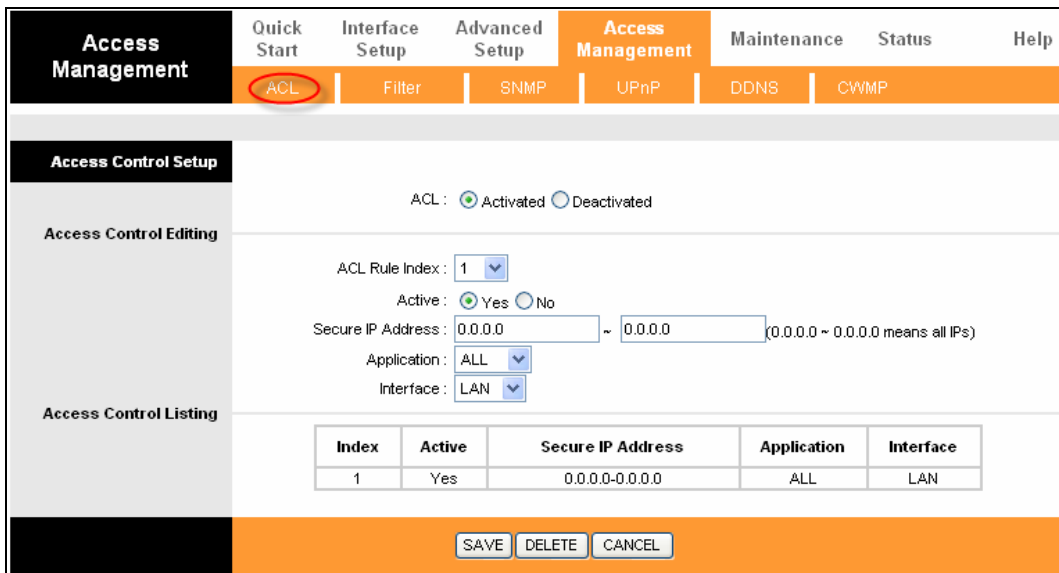 Access Management
Quick Start
Interface Setup
Advanced Setup
Access Management
Maintenance
Status
Help
ACL
Filter
SNMP
UPnP
DDNS
CWMP
Access Control Setup
ACL : Activated Deactivated
Access Control Editing
ACL Rule Index : 1
Active : Yes No
Secure IP Address : 0.0.0.0 ~ 0.0.0.0 (0.0.0.0 ~ 0.0.0.0 means all IPs)
Application : ALL
Interface : LAN
Access Control Listing
Index Active Secure IP Address Application Interface
1 Yes 0.0.0.0-0.0.0.0 ALL LAN
SAVE DELETE CANCEL